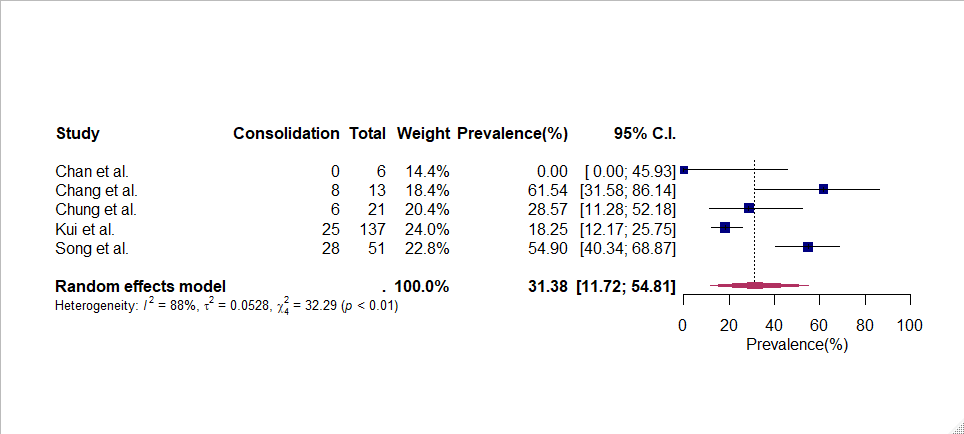 Study Consolidation Total Weight Prevalence(%) 95% C.I.
Chan et al. 0 6 14.4% 0.00 [ 0.00; 45.93]
Chang et al. 8 13 18.4% 61.54 [31.58; 86.14]
Chung et al. 6 21 20.4% 28.57 [11.28; 52.18]
Kui et al. 25 137 24.0% 18.25 [12.17; 25.75]
Song et al. 28 51 22.8% 54.90 [40.34; 68.87]
Random effects model . 100.0% 31.38 [11.72; 54.81]
Heterogeneity: I² = 88%, τ² = 0.0528, χ²₄ = 32.29 (p < 0.01)
0 20 40 60 80 100
Prevalence(%)